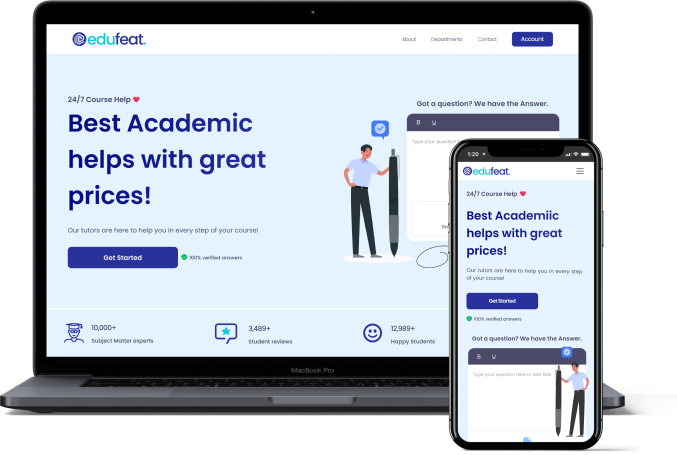 edufeat.
About Departments Contact Account
24/7 Course Help
Best Academic
helps with great
prices!
Our tutors are here to help you in every step of your course!
Get Started
100% verified answers
Got a question? We have the Answer.
B U
Type your question
10,000+
Subject Matter experts
3,489+
Student reviews
12,989+
Happy Students
MacBook Pro
1:20
edufeat.
24/7 Course Help
Best Academiic
helps with great
prices!
Our tutors are here to help you in every step
of your course!
Get Started
100% verified answers
Got a question? We have the Answer.
B U
Type your question here or add files